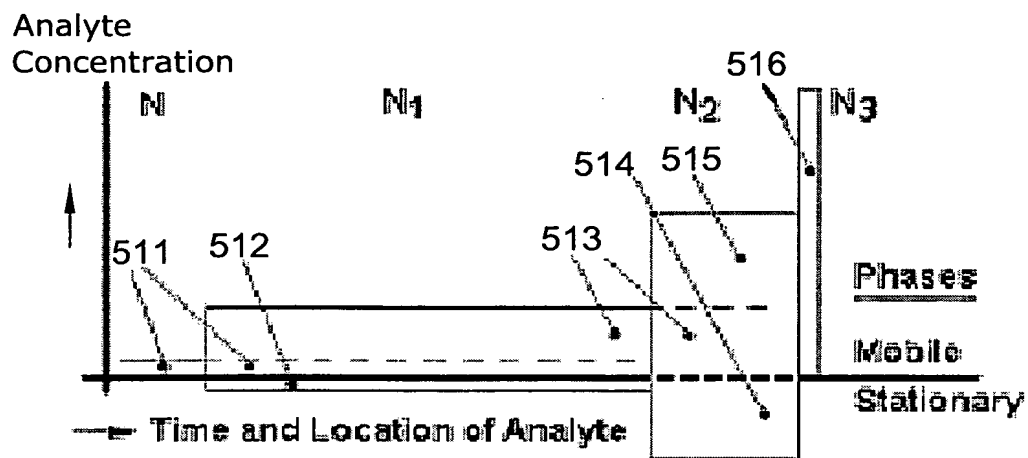 Analyte
Concentration
516
N N1 N2 N3
514 515
511 512 513
Phases
Mobile
Stationary
Time and Location of Analyte